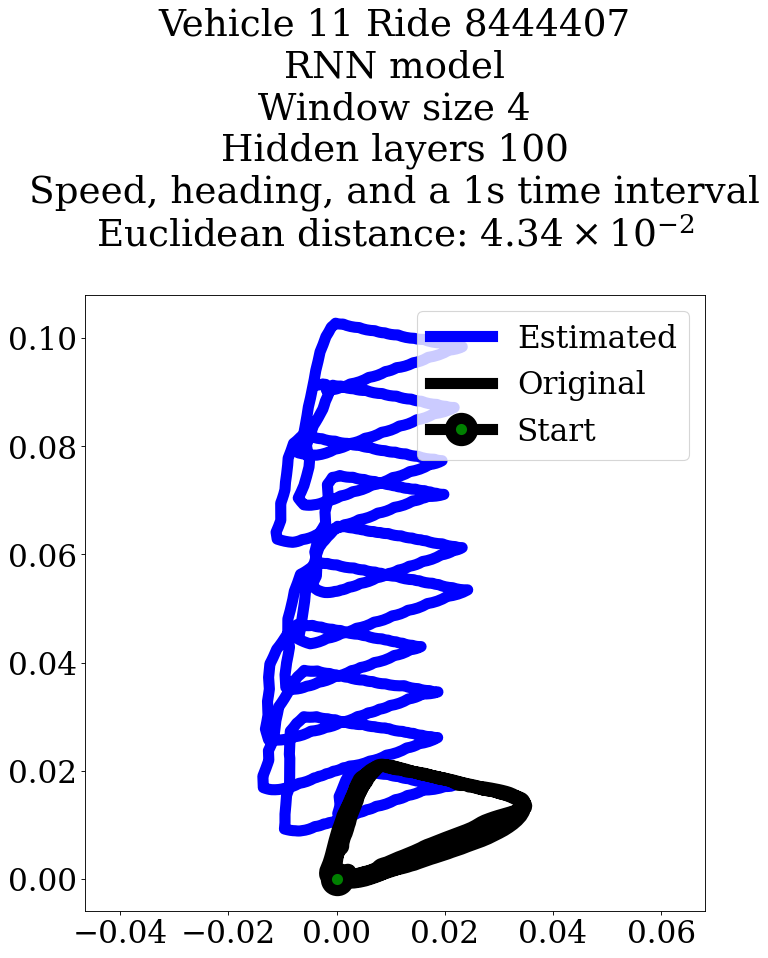 Vehicle 11 Ride 8444407
RNN model
Window size 4
Hidden layers 100
Speed, heading, and a 1s time interval
Euclidean distance: 4.34 × 10⁻²
Estimated
Original
Start
0.10
0.08
0.06
0.04
0.02
0.00
−0.04 −0.02 0.00 0.02 0.04 0.06